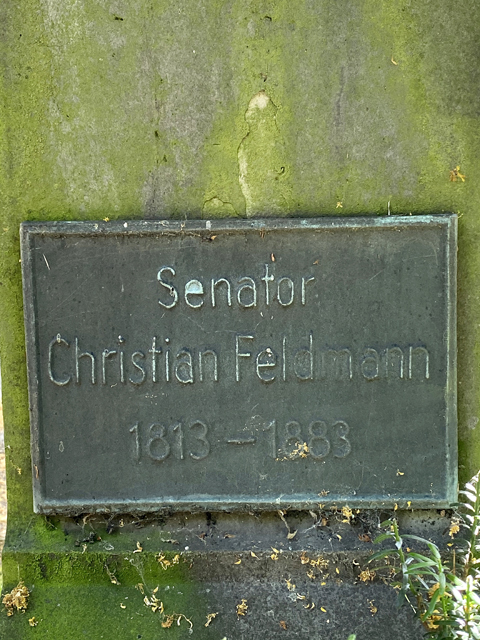 Senator
Christian Feldmann
1813 – 1883